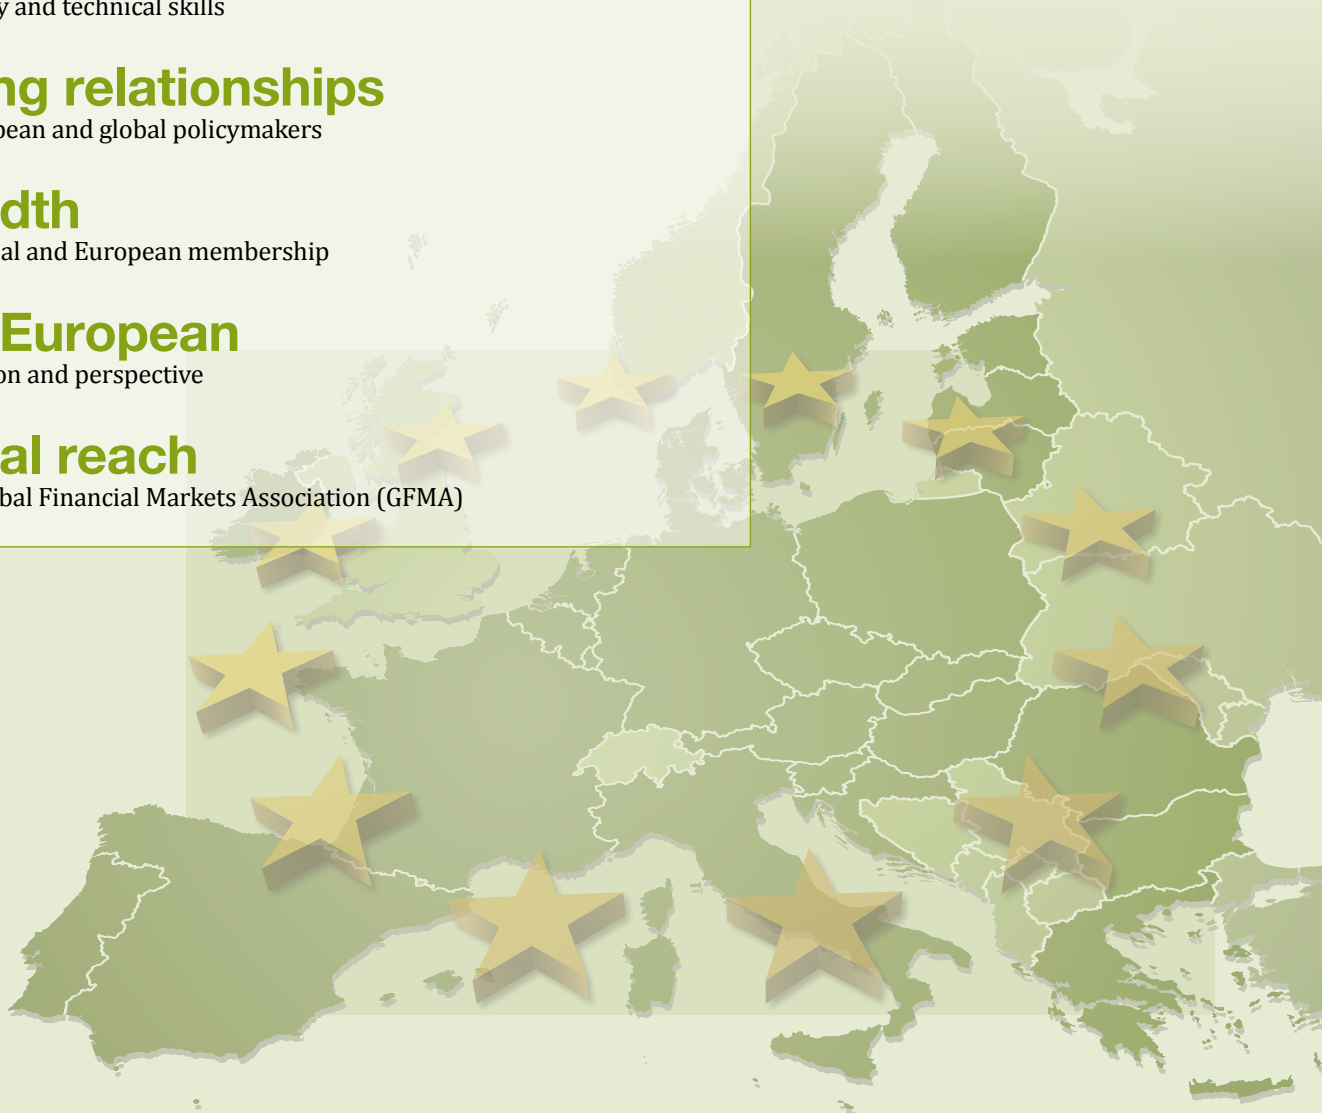 y and technical skills
ng relationships
pean and global policymakers
dth
al and European membership
European
on and perspective
al reach
bal Financial Markets Association (GFMA)